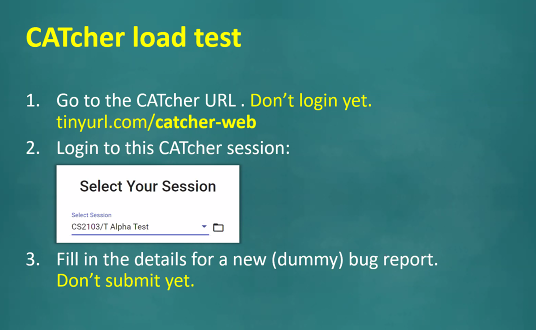 CATcher load test
1. Go to the CATcher URL . Don't login yet.
tinyurl.com/catcher-web
2. Login to this CATcher session:
Select Your Session
Select Session
CS2103/T Alpha Test
3. Fill in the details for a new (dummy) bug report.
Don't submit yet.